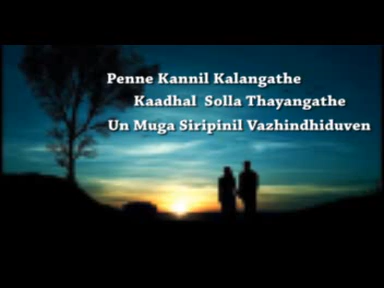 Penne Kannil Kalangathe
Kaadhal Solla Thayangathe
Un Muga Siripinil Vazhindhiduven